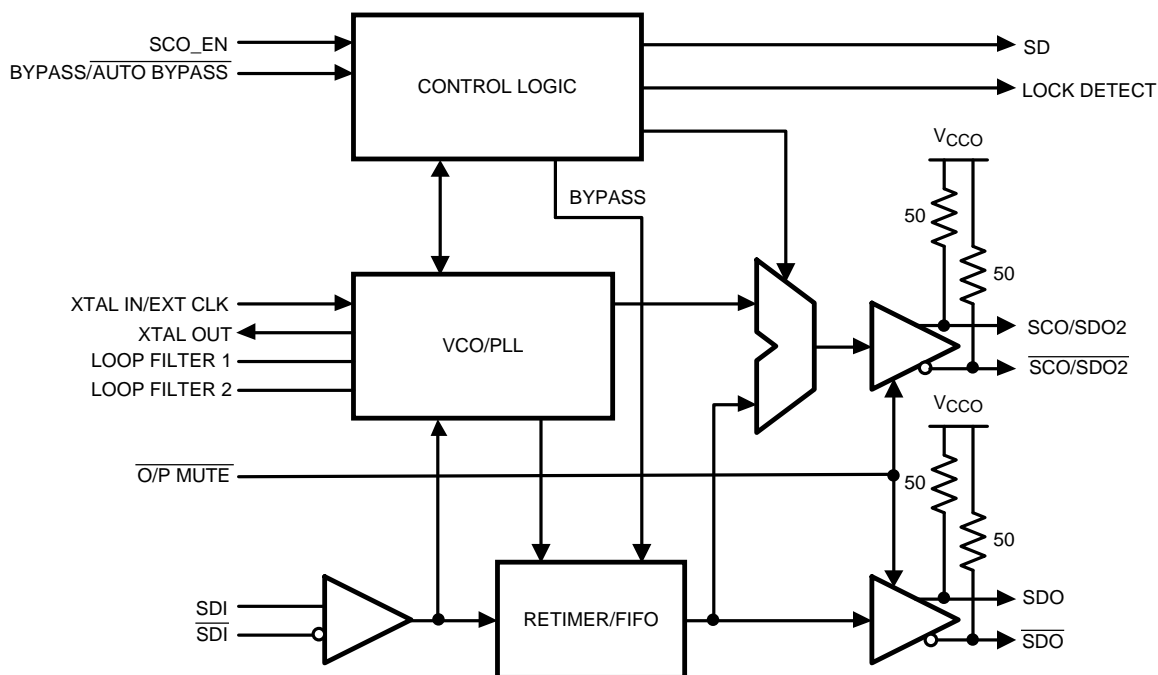 SCO_EN
BYPASS/AUTO BYPASS
CONTROL LOGIC
SD
LOCK DETECT
VCCO
BYPASS
50
50
XTAL IN/EXT CLK
XTAL OUT
LOOP FILTER 1
LOOP FILTER 2
VCO/PLL
SCO/SDO2
SCO/SDO2
VCCO
O/P MUTE
50
50
SDI
SDI
RETIMER/FIFO
SDO
SDO